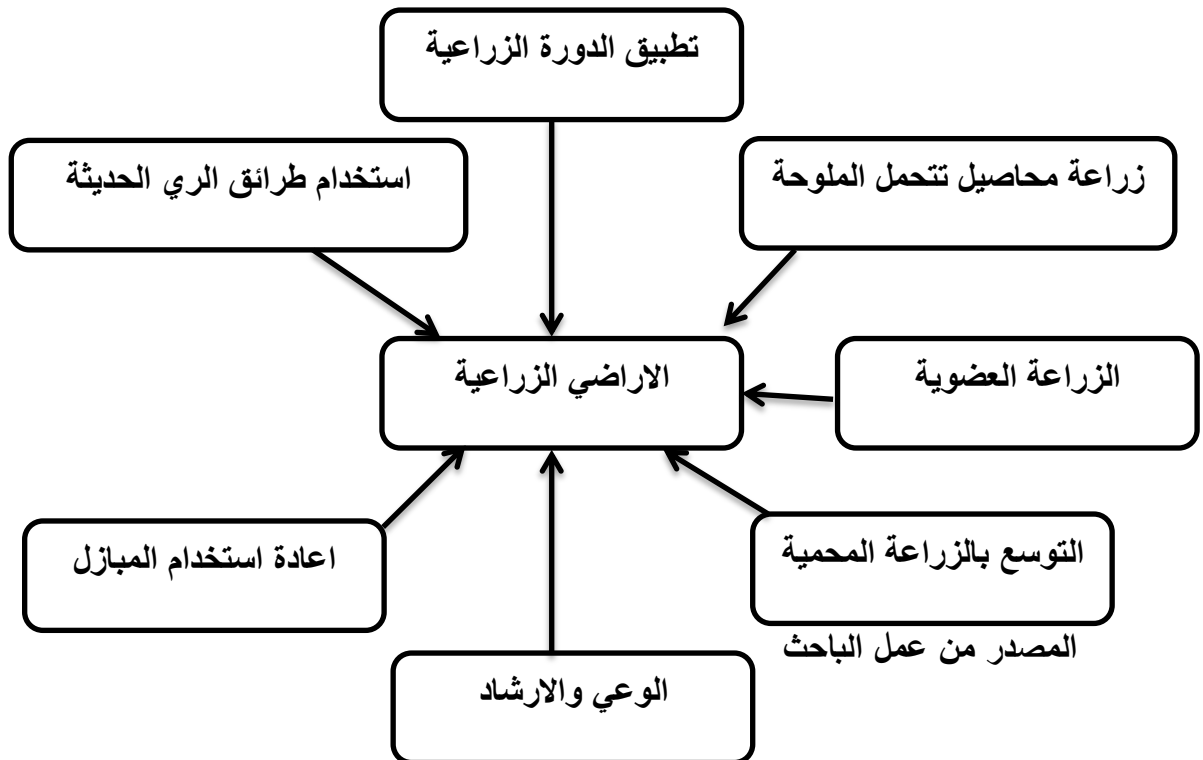 تطبيق الدورة الزراعية
زراعة محاصيل تتحمل الملوحة
استخدام طرائق الري الحديثة
الاراضي الزراعية
الزراعة العضوية
التوسع بالزراعة المحمية
اعادة استخدام المبازل
المصدر من عمل الباحث
الوعي والارشاد